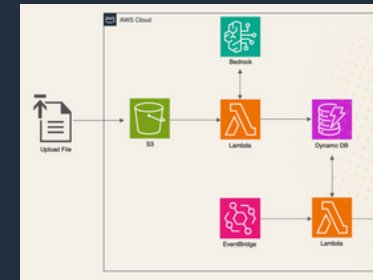 AWS Cloud
Bedrock
Upload File
S3
Lambda
Dynamo DB
EventBridge
Lambda